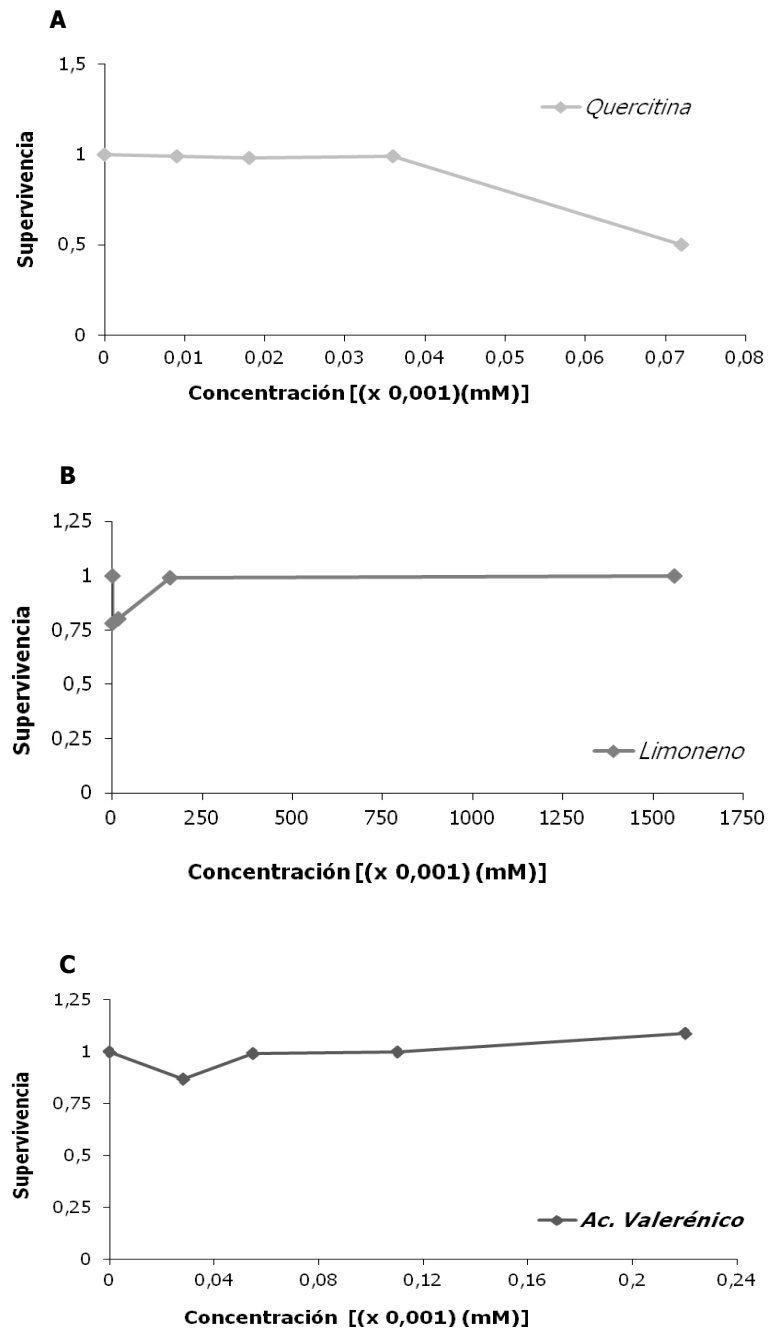 A
1,5
Quercitina
1
0,5
0
Supervivencia
0 0,01 0,02 0,03 0,04 0,05 0,06 0,07 0,08
Concentración [(x 0,001)(mM)]
B
1,25
1
0,75
0,5
0,25
0
Supervivencia
Limoneno
0 250 500 750 1000 1250 1500 1750
Concentración [(x 0,001) (mM)]
C
1,25
1
0,75
0,5
0,25
0
Supervivencia
Ac. Valerénico
0 0,04 0,08 0,12 0,16 0,2 0,24
Concentración [(x 0,001) (mM)]